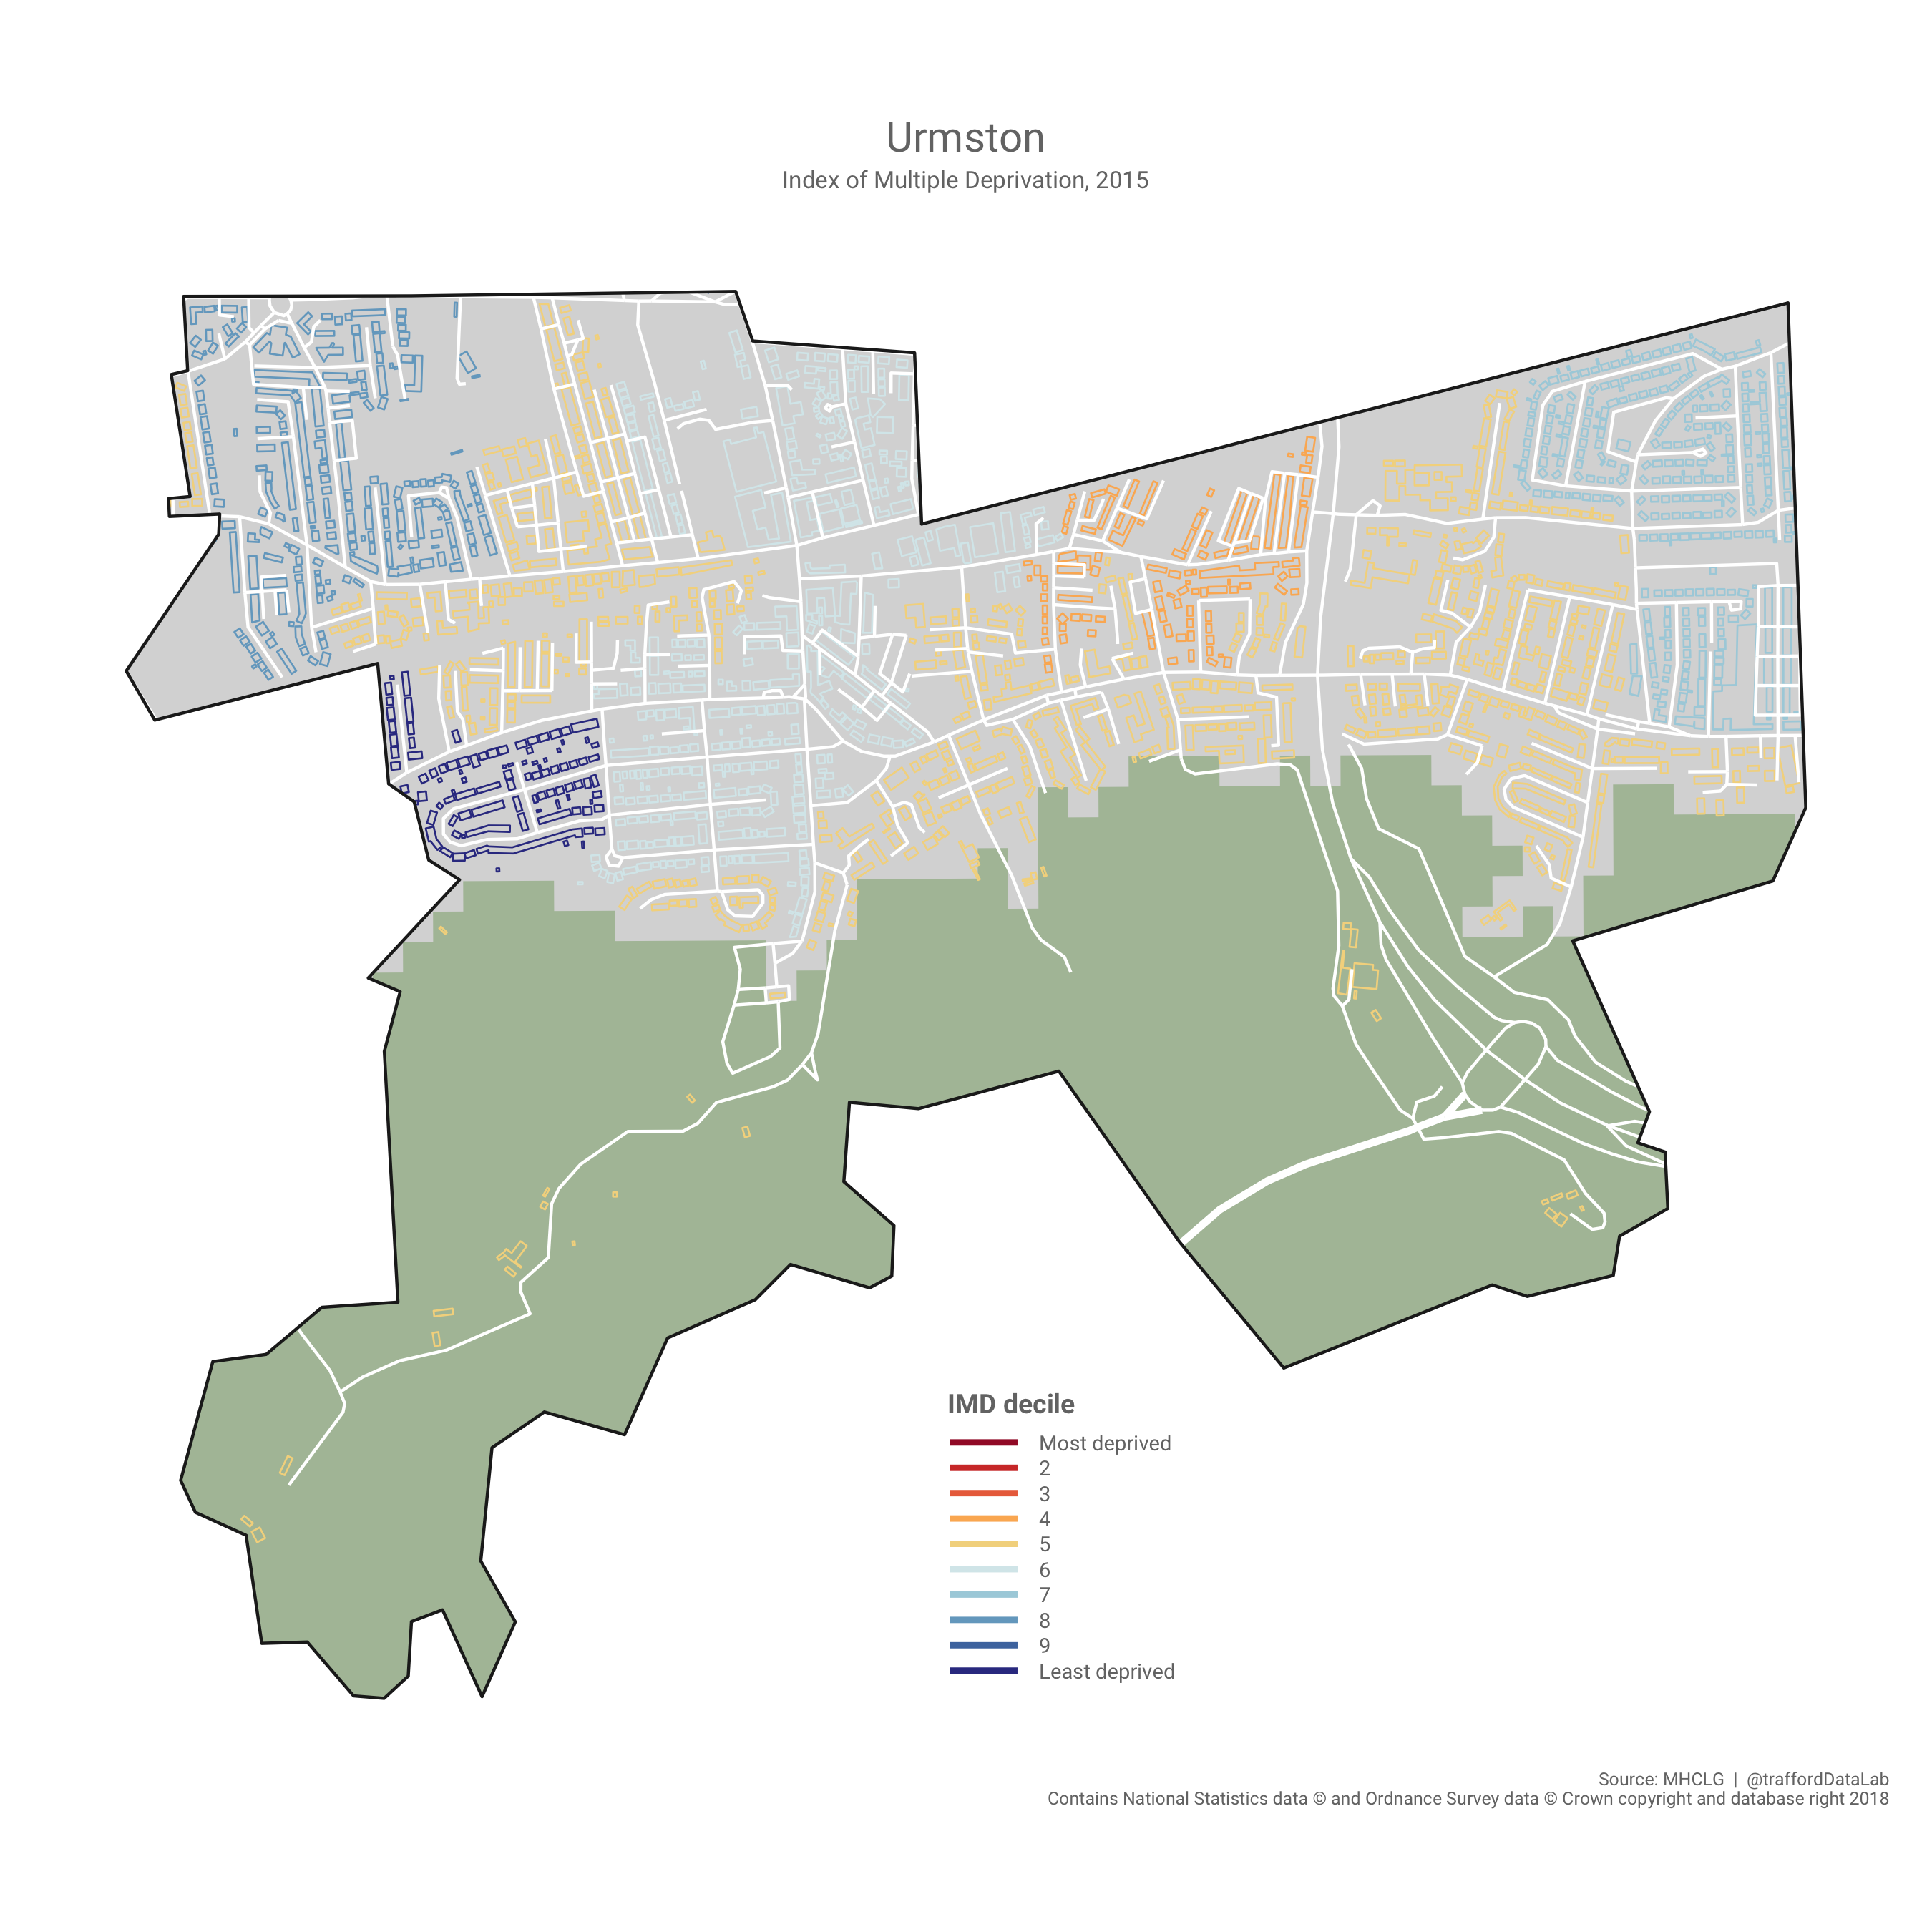 Urmston
Index of Multiple Deprivation, 2015
IMD decile
Most deprived
2
3
4
5
6
7
8
9
Least deprived
Source: MHCLG | @traffordDataLab
Contains National Statistics data © and Ordnance Survey data © Crown copyright and database right 2018